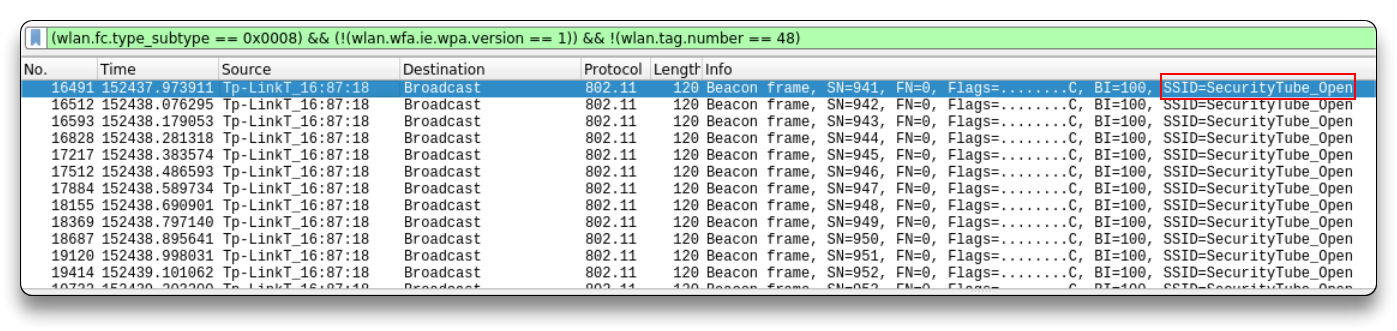 (wlan.fc.type_subtype == 0x0008) && (!(wlan.wfa.ie.wpa.version == 1)) && !(wlan.tag.number == 48)
No. Time Source Destination Protocol Length Info
16491 152437.973911 Tp-LinkT_16:87:18 Broadcast 802.11 120 Beacon frame, SN=941, FN=0, Flags=........C, BI=100, SSID=SecurityTube_Open
16512 152438.076295 Tp-LinkT_16:87:18 Broadcast 802.11 120 Beacon frame, SN=942, FN=0, Flags=........C, BI=100, SSID=SecurityTube_Open
16593 152438.179053 Tp-LinkT_16:87:18 Broadcast 802.11 120 Beacon frame, SN=943, FN=0, Flags=........C, BI=100, SSID=SecurityTube_Open
16828 152438.281318 Tp-LinkT_16:87:18 Broadcast 802.11 120 Beacon frame, SN=944, FN=0, Flags=........C, BI=100, SSID=SecurityTube_Open
17217 152438.383574 Tp-LinkT_16:87:18 Broadcast 802.11 120 Beacon frame, SN=945, FN=0, Flags=........C, BI=100, SSID=SecurityTube_Open
17512 152438.486593 Tp-LinkT_16:87:18 Broadcast 802.11 120 Beacon frame, SN=946, FN=0, Flags=........C, BI=100, SSID=SecurityTube_Open
17884 152438.589734 Tp-LinkT_16:87:18 Broadcast 802.11 120 Beacon frame, SN=947, FN=0, Flags=........C, BI=100, SSID=SecurityTube_Open
18155 152438.690901 Tp-LinkT_16:87:18 Broadcast 802.11 120 Beacon frame, SN=948, FN=0, Flags=........C, BI=100, SSID=SecurityTube_Open
18369 152438.797140 Tp-LinkT_16:87:18 Broadcast 802.11 120 Beacon frame, SN=949, FN=0, Flags=........C, BI=100, SSID=SecurityTube_Open
18687 152438.895641 Tp-LinkT_16:87:18 Broadcast 802.11 120 Beacon frame, SN=950, FN=0, Flags=........C, BI=100, SSID=SecurityTube_Open
19120 152438.998031 Tp-LinkT_16:87:18 Broadcast 802.11 120 Beacon frame, SN=951, FN=0, Flags=........C, BI=100, SSID=SecurityTube_Open
19414 152439.101062 Tp-LinkT_16:87:18 Broadcast 802.11 120 Beacon frame, SN=952, FN=0, Flags=........C, BI=100, SSID=SecurityTube_Open
Tp-LinkT_16:87:18 Broadcast 802.11 120 Beacon frame, SN=953, FN=0, Flags=........C, BI=100, SSID=SecurityTube_Open